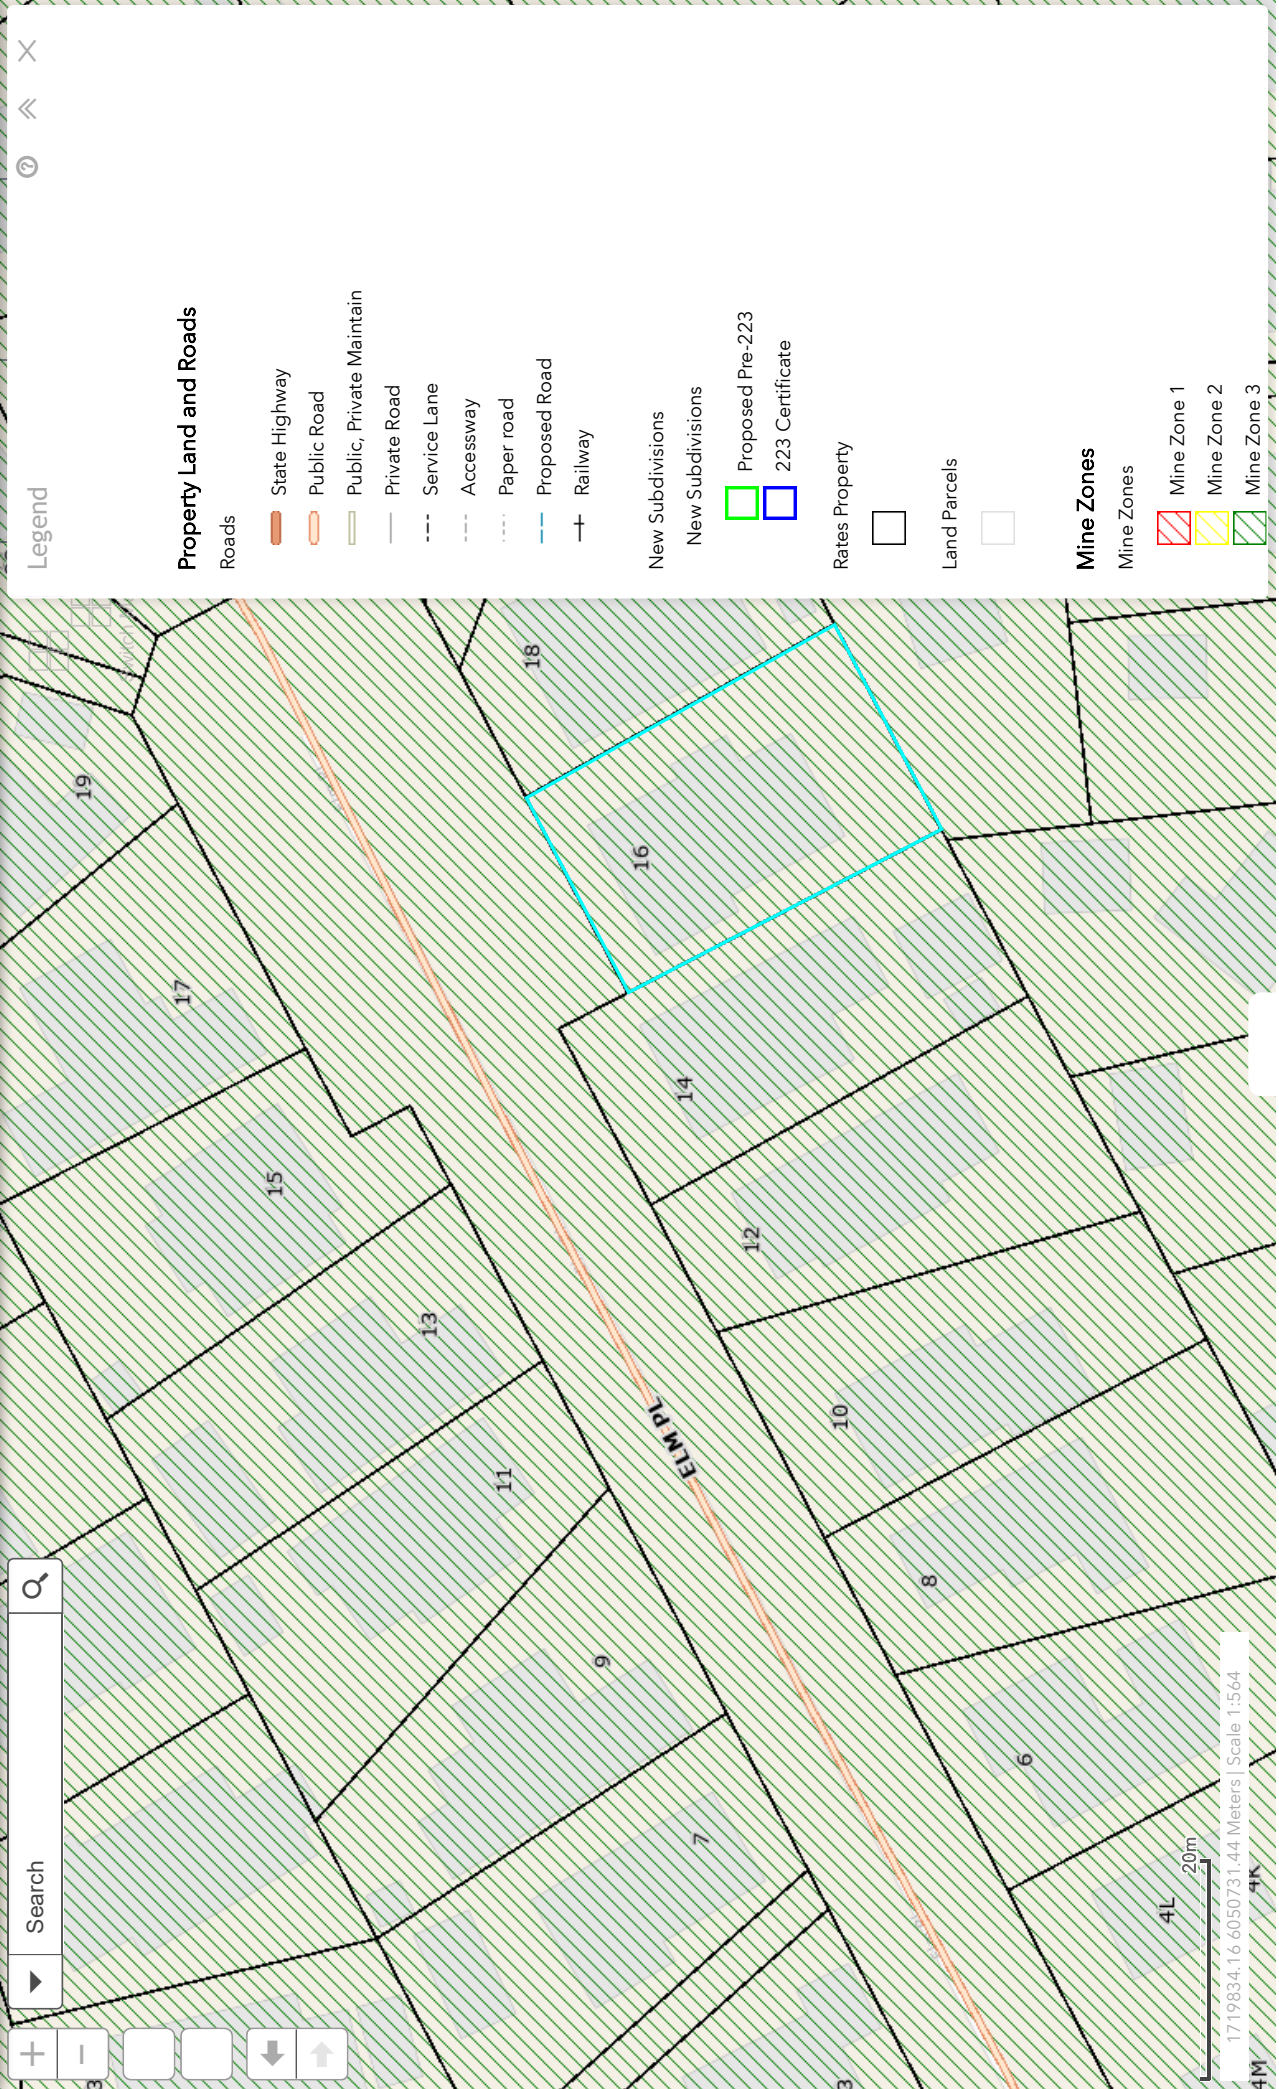 Search
Legend
Property Land and Roads
Roads
State Highway
Public Road
Public, Private Maintain
Private Road
Service Lane
Accessway
Paper road
Proposed Road
Railway
New Subdivisions
New Subdivisions
Proposed Pre-223
223 Certificate
Rates Property
Land Parcels
Mine Zones
Mine Zones
Mine Zone 1
Mine Zone 2
Mine Zone 3
19
17
15
13
11
9
7
ELM PL
18
16
14
12
10
8
6
4L
4K
4M
3
3
20m
1719834.16 6050731.44 Meters | Scale 1:564